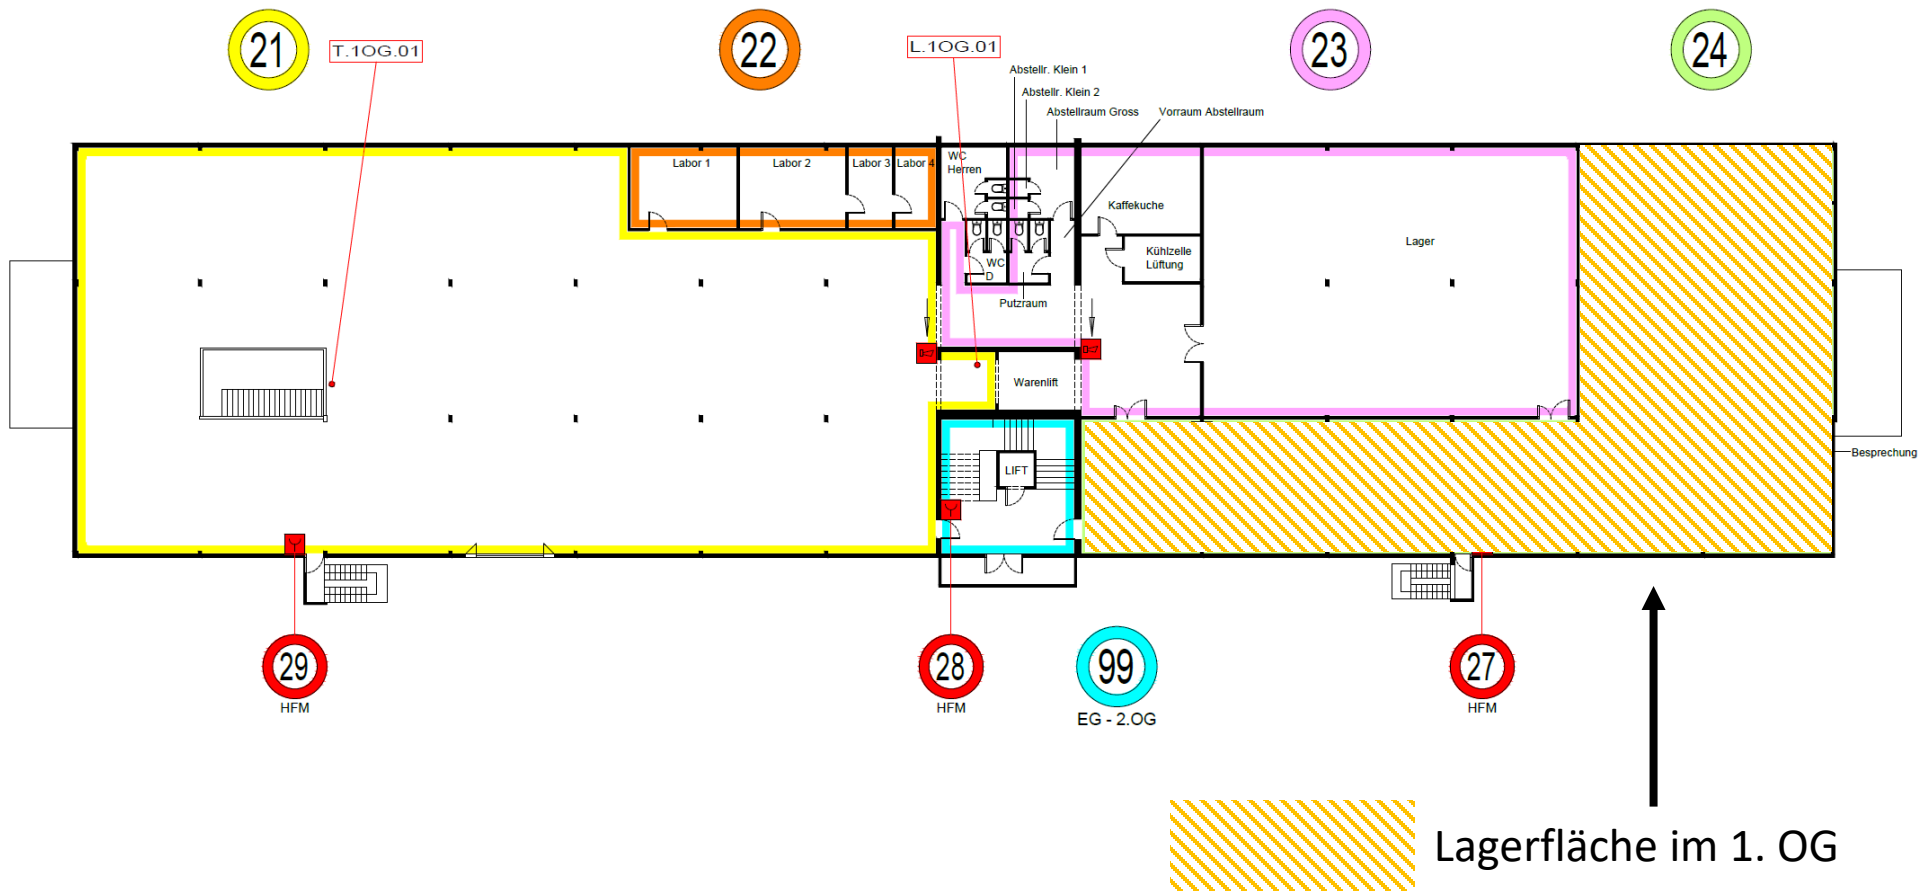 21
T.1OG.01
22
L.1OG.01
23
24
Abstellr. Klein 1
Abstellr. Klein 2
Abstellraum Gross
Vorraum Abstellraum
Labor 1
Labor 2
Labor 3
Labor 4
WC
Herren
Kaffekuche
Lager
Kühlzelle
Lüftung
WC
D
Putzraum
Warenlift
LIFT
Besprechung
29
HFM
28
HFM
99
EG - 2.OG
27
HFM
Lagerfläche im 1. OG